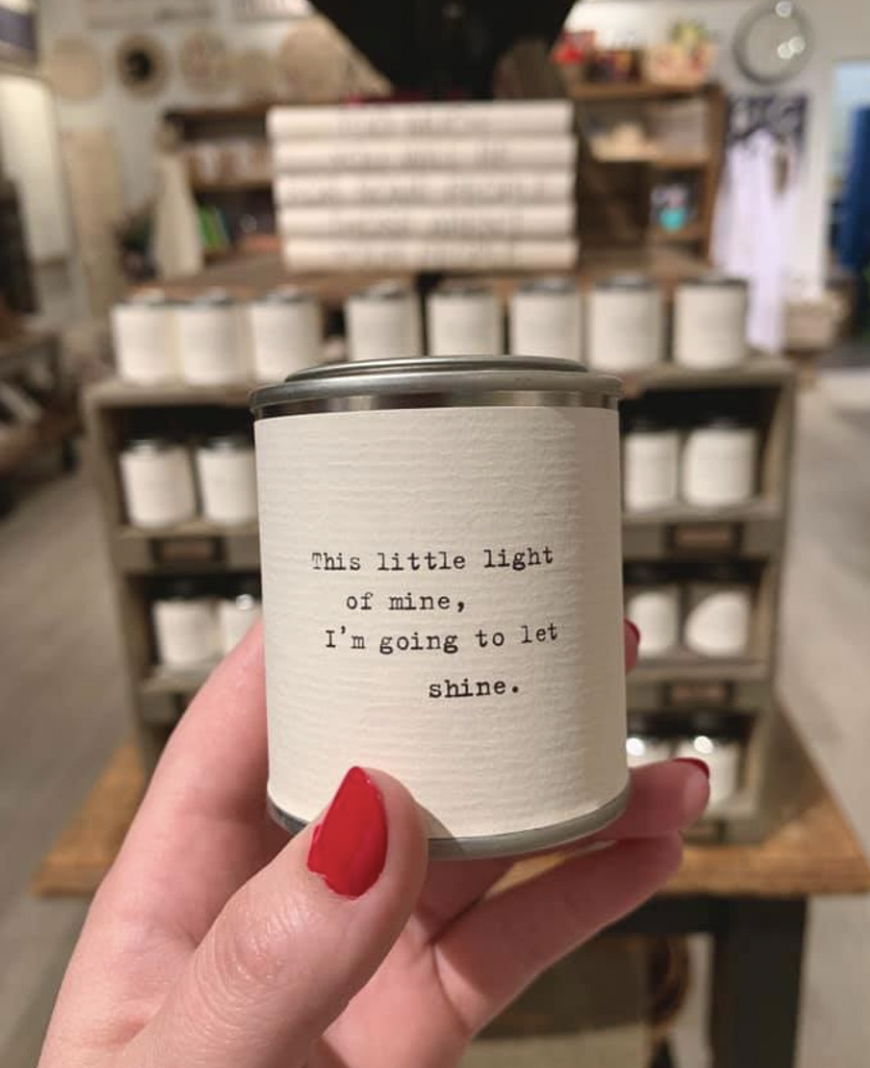 This little light
of mine,
I'm going to let
shine.